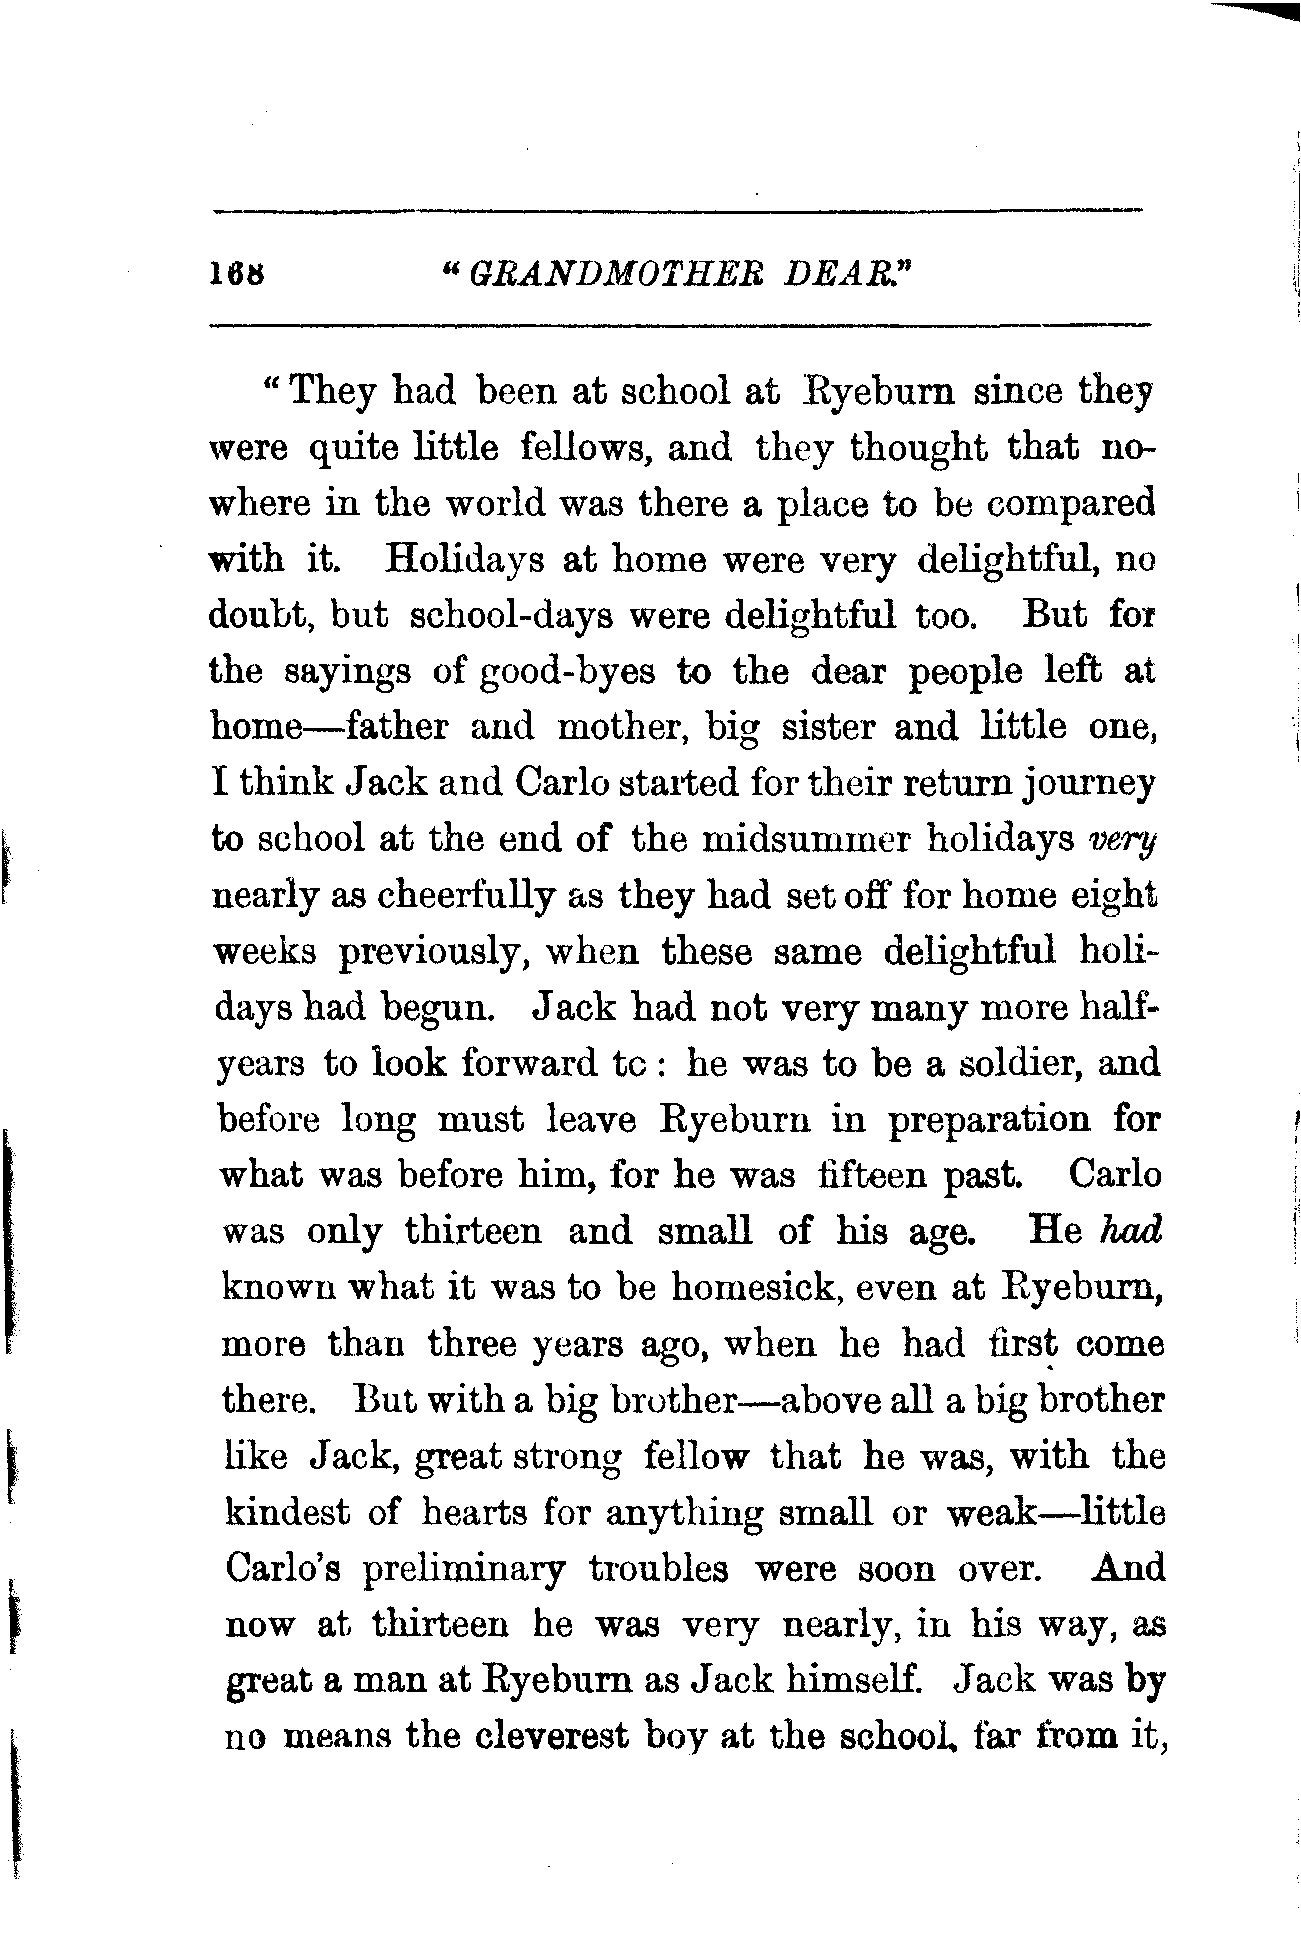 168 "GRANDMOTHER DEAR."
"They had been at school at Ryeburn since they
were quite little fellows, and they thought that no-
where in the world was there a place to be compared
with it. Holidays at home were very delightful, no
doubt, but school-days were delightful too. But for
the sayings of good-byes to the dear people left at
home—father and mother, big sister and little one,
I think Jack and Carlo started for their return journey
to school at the end of the midsummer holidays very
nearly as cheerfully as they had set off for home eight
weeks previously, when these same delightful holi-
days had begun. Jack had not very many more half-
years to look forward to: he was to be a soldier, and
before long must leave Ryeburn in preparation for
what was before him, for he was fifteen past. Carlo
was only thirteen and small of his age. He had
known what it was to be homesick, even at Ryeburn,
more than three years ago, when he had first come
there. But with a big brother—above all a big brother
like Jack, great strong fellow that he was, with the
kindest of hearts for anything small or weak—little
Carlo's preliminary troubles were soon over. And
now at thirteen he was very nearly, in his way, as
great a man at Ryeburn as Jack himself. Jack was by
no means the cleverest boy at the school, far from it,